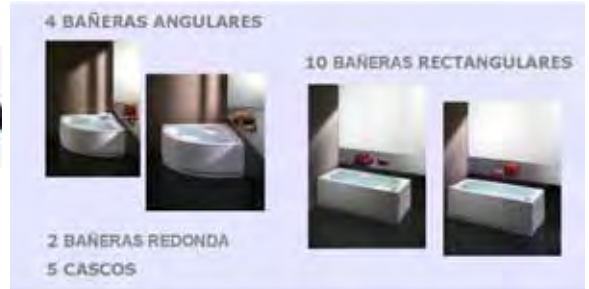 4 BAÑERAS ANGULARES
10 BAÑERAS RECTANGULARES
2 BAÑERAS REDONDA
5 CASCOS